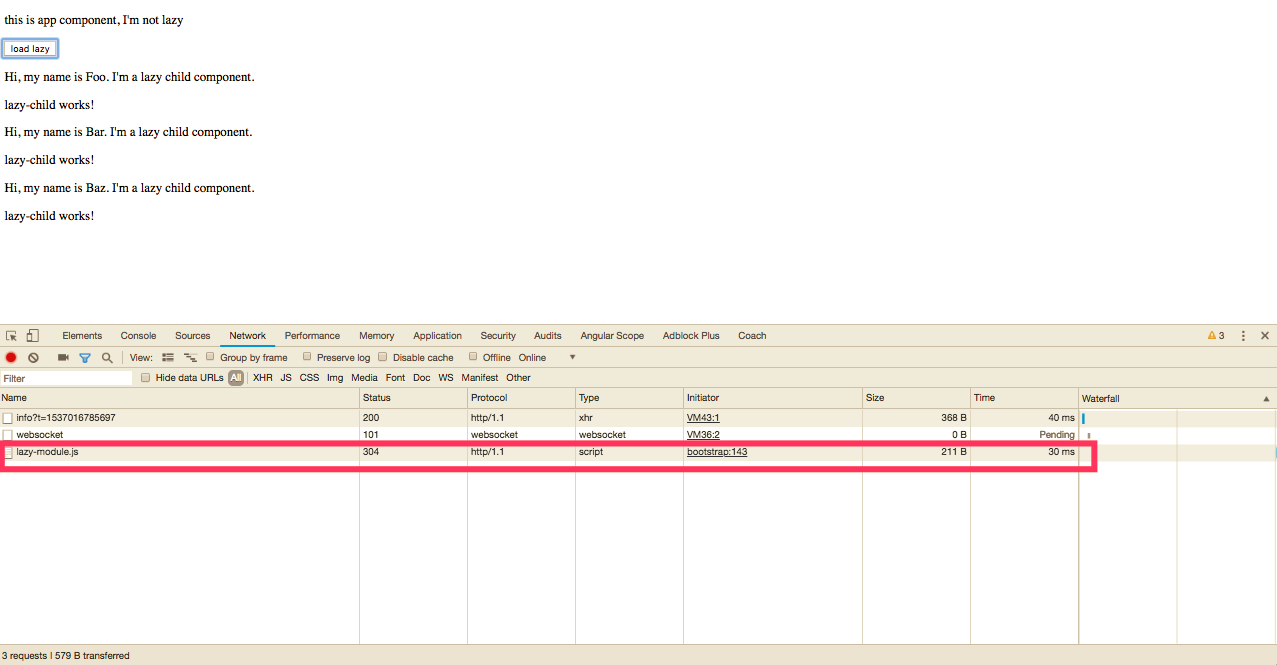 this is app component, I'm not lazy
load lazy
Hi, my name is Foo. I'm a lazy child component.
lazy-child works!
Hi, my name is Bar. I'm a lazy child component.
lazy-child works!
Hi, my name is Baz. I'm a lazy child component.
lazy-child works!
Elements Console Sources Network Performance Memory Application Security Audits Angular Scope Adblock Plus Coach 3
View: Group by frame Preserve log Disable cache Offline Online
Filter Hide data URLs All XHR JS CSS Img Media Font Doc WS Manifest Other
Name Status Protocol Type Initiator Size Time Waterfall
info?t=1537016785697 200 http/1.1 xhr VM43:1 368 B 40 ms
websocket 101 websocket websocket VM36:2 0 B Pending
lazy-module.js 304 http/1.1 script bootstrap:143 211 B 30 ms
3 requests | 579 B transferred